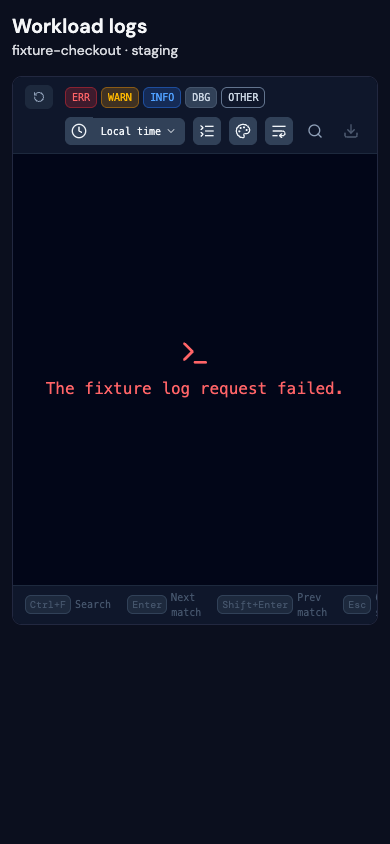 Workload logs
fixture-checkout · staging
ERR WARN INFO DBG OTHER
Local time
The fixture log request failed.
Ctrl+F Search Enter Next match Shift+Enter Prev match Esc